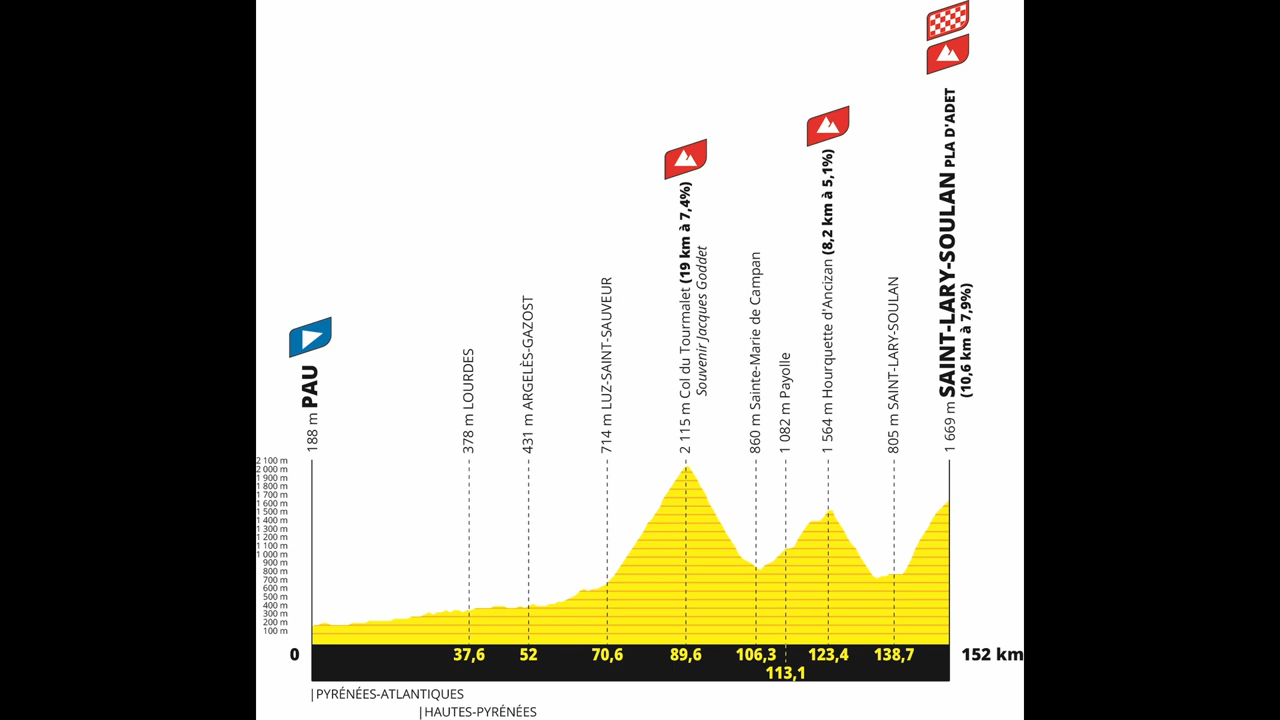 188 m PAU
378 m LOURDES
431 m ARGELÈS-GAZOST
714 m LUZ-SAINT-SAUVEUR
2 115 m Col du Tourmalet (19 km à 7,4%)
Souvenir Jacques Goddet
860 m Sainte-Marie de Campan
1 082 m Payolle
1 564 m Hourquette d'Ancizan (8,2 km à 5,1%)
805 m SAINT-LARY-SOULAN
1 669 m SAINT-LARY-SOULAN PLA D'ADET
(10,6 km à 7,9%)
2 100 m
2 000 m
1 900 m
1 800 m
1 700 m
1 600 m
1 500 m
1 400 m
1 300 m
1 200 m
1 100 m
1 000 m
900 m
800 m
700 m
600 m
500 m
400 m
300 m
200 m
100 m
0 37,6 52 70,6 89,6 106,3 123,4 138,7 152 km
113,1
|PYRÉNÉES-ATLANTIQUES
|HAUTES-PYRÉNÉES